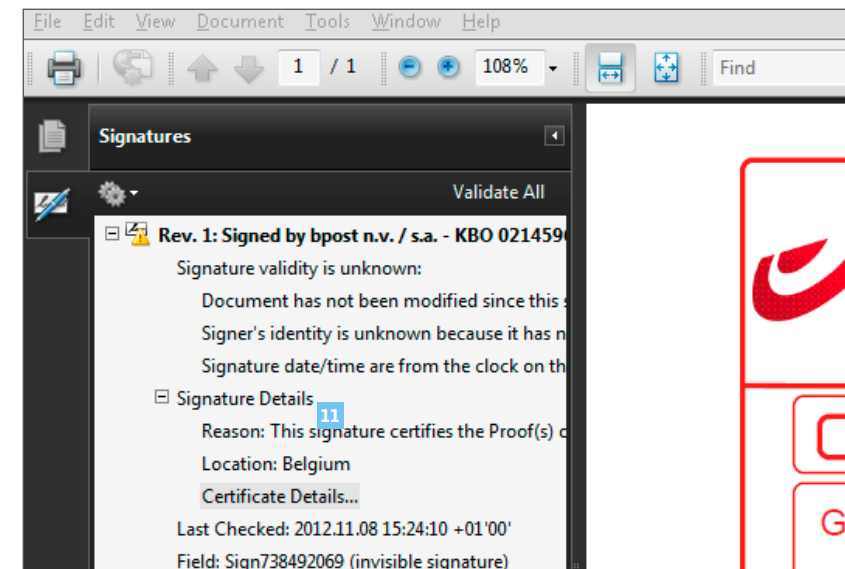 File Edit View Document Tools Window Help
1 / 1 108% Find
Signatures
Validate All
Rev. 1: Signed by bpost n.v. / s.a. - KBO 021459
Signature validity is unknown:
Document has not been modified since this
Signer's identity is unknown because it has n
Signature date/time are from the clock on th
Signature Details
11
Reason: This signature certifies the Proof(s) o
Location: Belgium
Certificate Details...
Last Checked: 2012.11.08 15:24:10 +01'00'
Field: Sign738492069 (invisible signature)
G